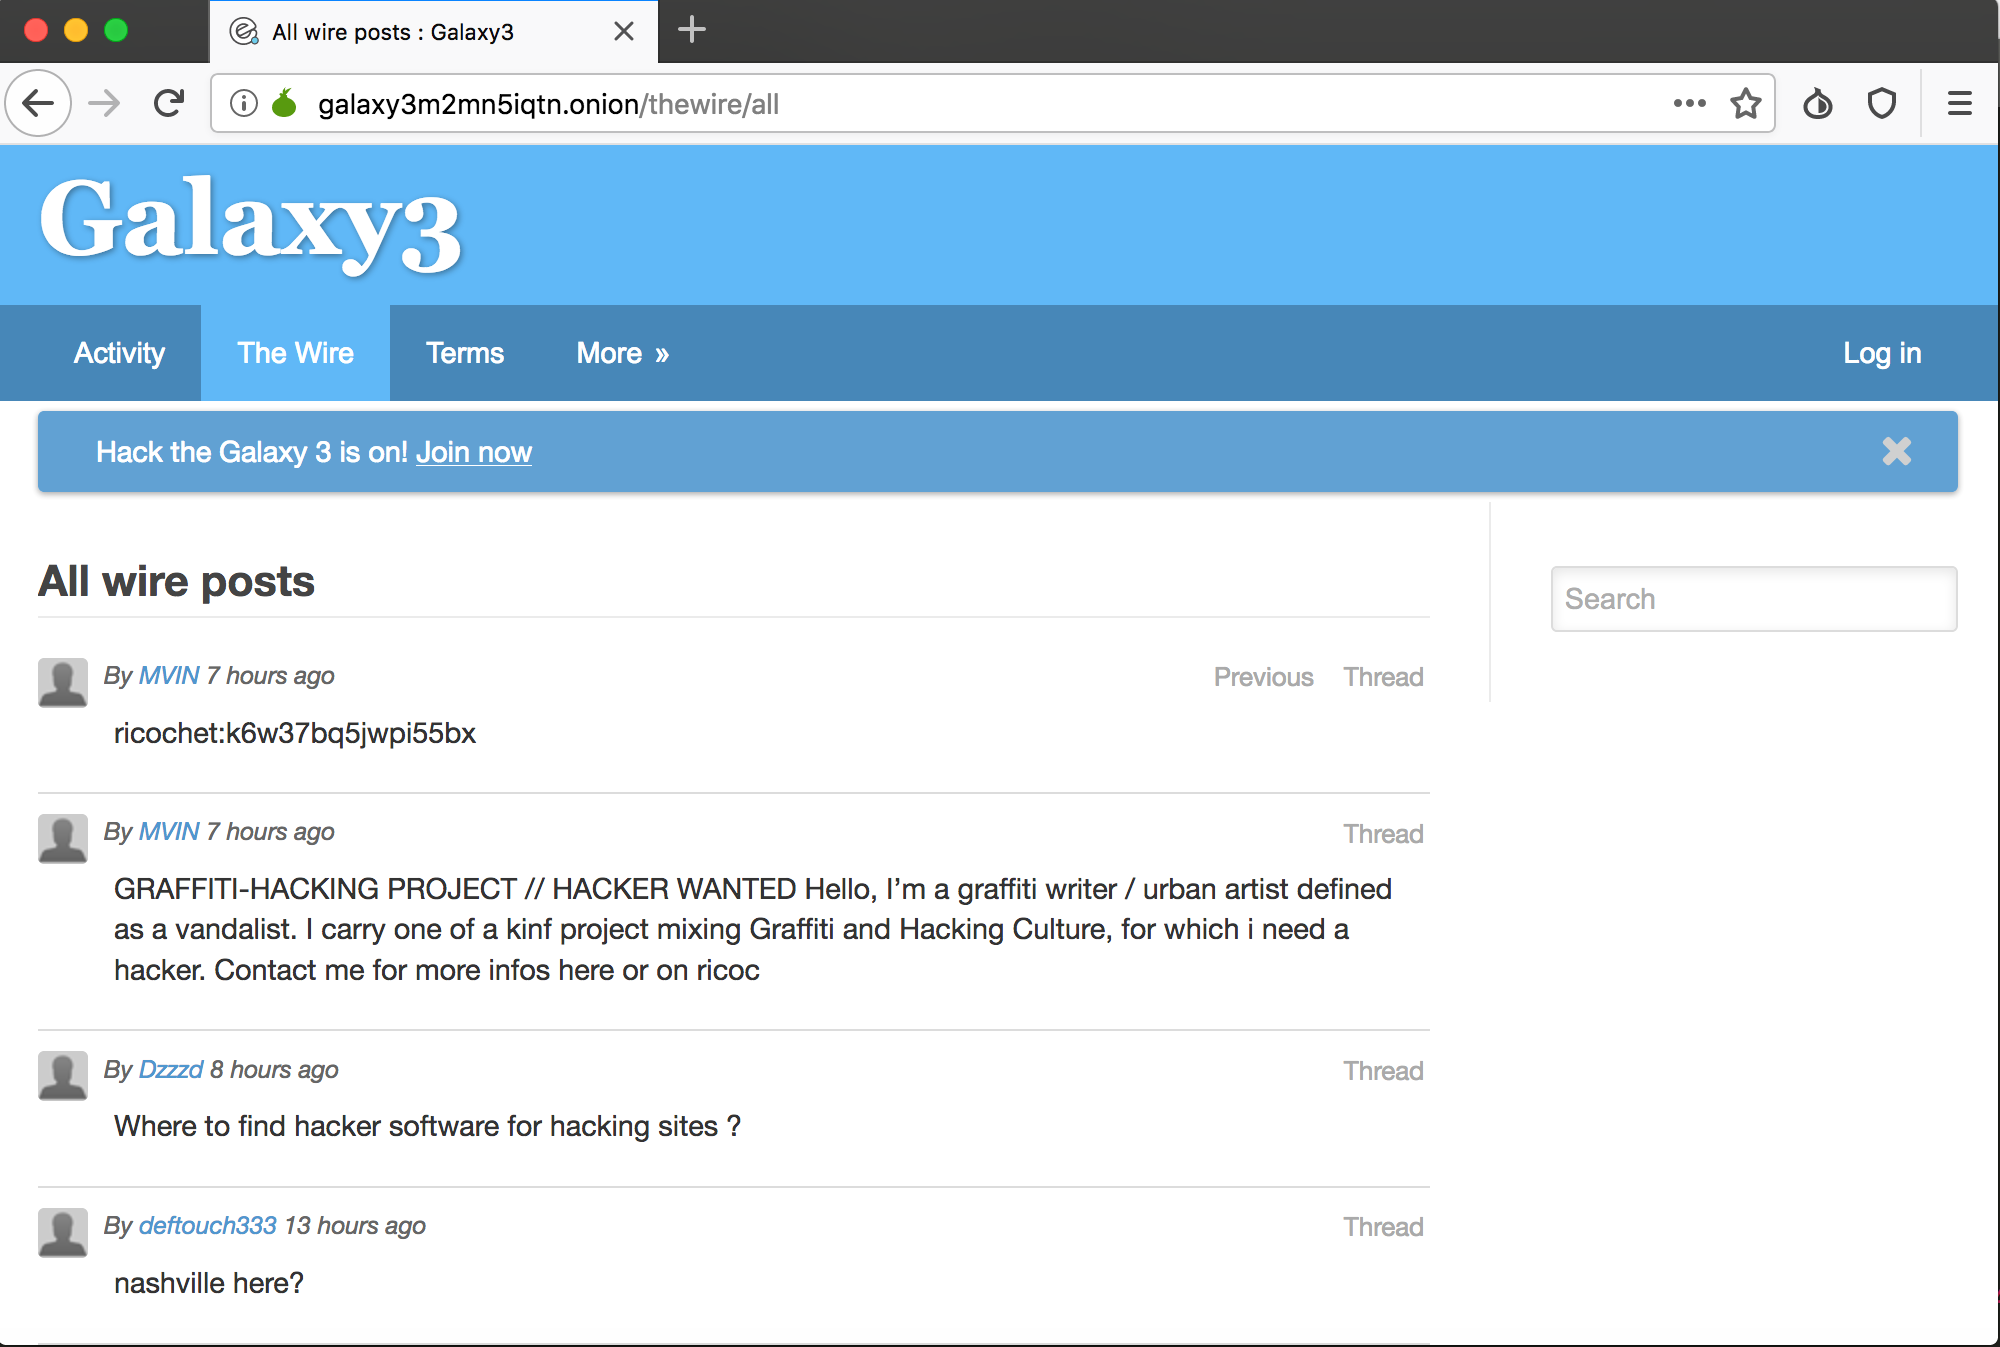 All wire posts : Galaxy3
galaxy3m2mn5iqtn.onion/thewire/all
Galaxy3
Activity The Wire Terms More » Log in
Hack the Galaxy 3 is on! Join now
All wire posts
Search
By MVIN 7 hours ago Previous Thread
ricochet:k6w37bq5jwpi55bx
By MVIN 7 hours ago Thread
GRAFFITI-HACKING PROJECT // HACKER WANTED Hello, I’m a graffiti writer / urban artist defined
as a vandalist. I carry one of a kinf project mixing Graffiti and Hacking Culture, for which i need a
hacker. Contact me for more infos here or on ricoc
By Dzzzd 8 hours ago Thread
Where to find hacker software for hacking sites ?
By deftouch333 13 hours ago Thread
nashville here?